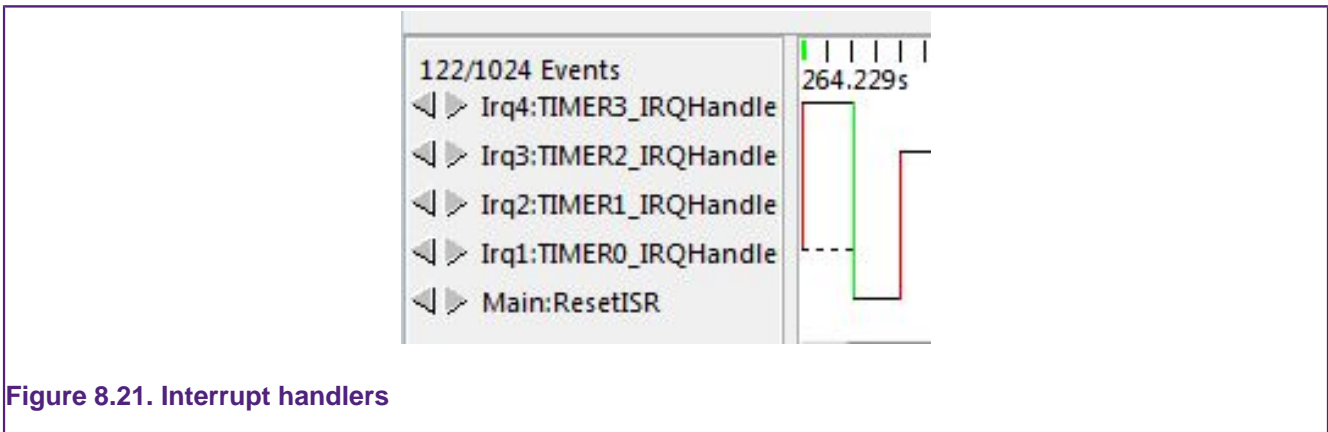 122/1024 Events
264.229s
Irq4:TIMER3_IRQHandle
Irq3:TIMER2_IRQHandle
Irq2:TIMER1_IRQHandle
Irq1:TIMER0_IRQHandle
Main:ResetISR
Figure 8.21. Interrupt handlers